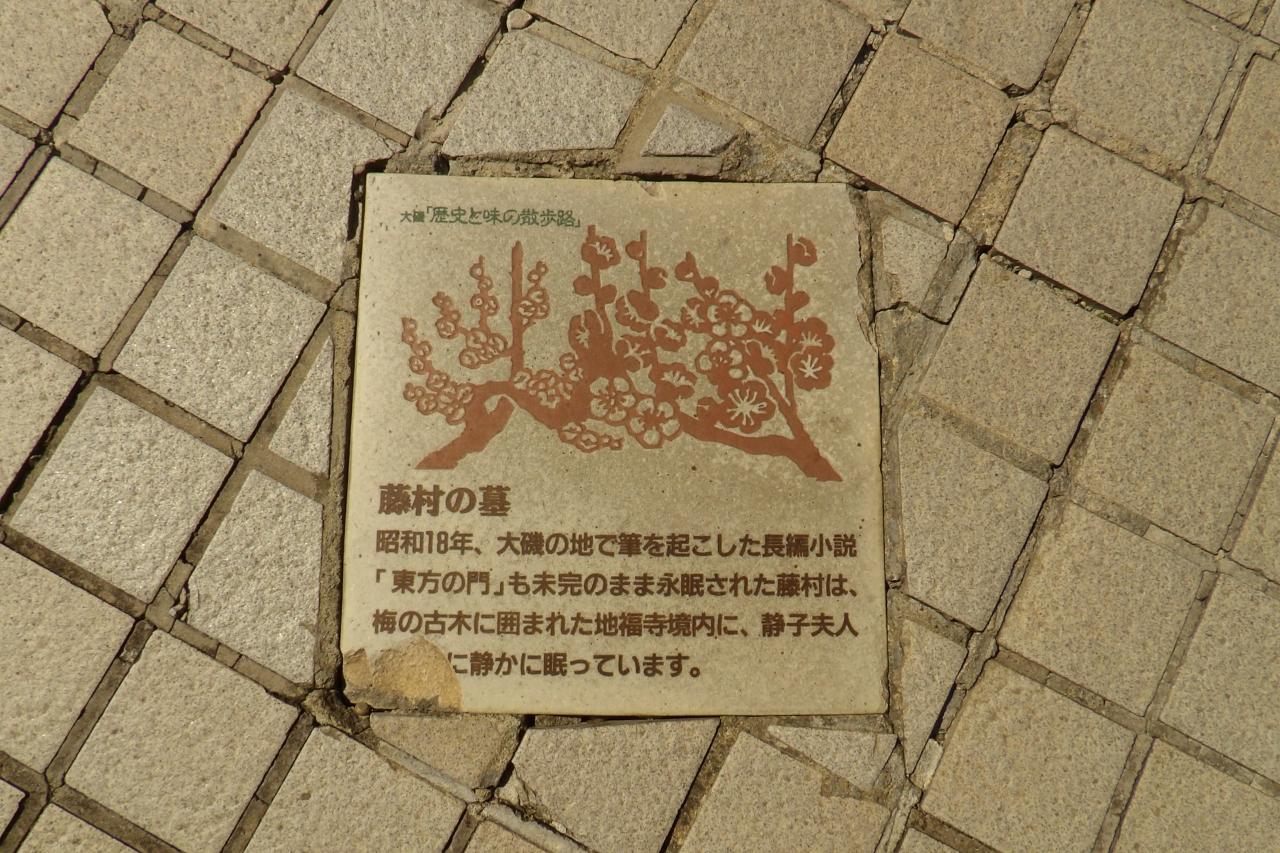 大磯「歴史と味の散歩路」
藤村の墓
昭和18年、大磯の地で筆を起こした長編小説
「東方の門」も未完のまま永眠された藤村は、
梅の古木に囲まれた地福寺境内に、静子夫人
に静かに眠っています。